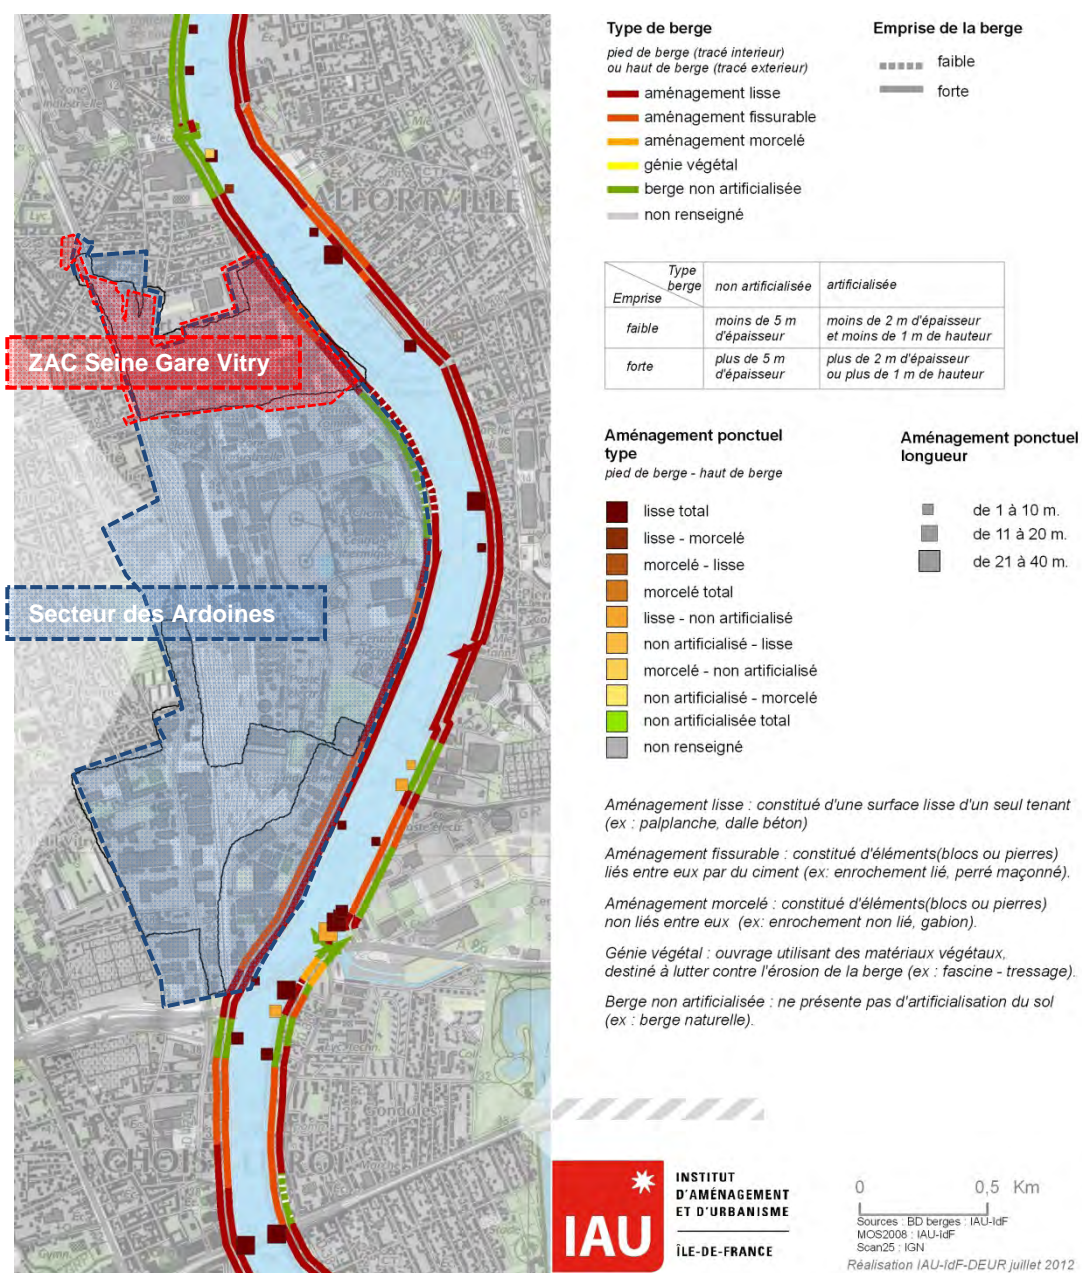 Type de berge
pied de berge (tracé interieur)
ou haut de berge (tracé exterieur)
aménagement lisse
aménagement fissurable
aménagement morcelé
génie végétal
berge non artificialisée
non renseigné
Emprise de la berge
faible
forte
Type berge
Emprise
non artificialisée
artificialisée
faible
moins de 5 m d'épaisseur
moins de 2 m d'épaisseur
et moins de 1 m de hauteur
forte
plus de 5 m d'épaisseur
plus de 2 m d'épaisseur
ou plus de 1 m de hauteur
Aménagement ponctuel
type
pied de berge - haut de berge
lisse total
lisse - morcelé
morcelé - lisse
morcelé total
lisse - non artificialisé
non artificialisé - lisse
morcelé - non artificialisé
non artificialisé - morcelé
non artificialisée total
non renseigné
Aménagement ponctuel
longueur
de 1 à 10 m.
de 11 à 20 m.
de 21 à 40 m.
Aménagement lisse : constitué d'une surface lisse d'un seul tenant
(ex : palplanche, dalle béton)
Aménagement fissurable : constitué d'éléments(blocs ou pierres)
liés entre eux par du ciment (ex: enrochement lié, perré maçonné).
Aménagement morcelé : constitué d'éléments(blocs ou pierres)
non liés entre eux (ex: enrochement non lié, gabion).
Génie végétal : ouvrage utilisant des matériaux végétaux,
destiné à lutter contre l'érosion de la berge (ex : fascine - tressage).
Berge non artificialisée : ne présente pas d'artificialisation du sol
(ex : berge naturelle).
ALFORTVILLE
ZAC Seine Gare Vitry
Secteur des Ardoines
Gondoles
IAU
INSTITUT
D'AMÉNAGEMENT
ET D'URBANISME
ÎLE-DE-FRANCE
0 0,5 Km
Sources : BD berges : IAU-IdF
MOS2008 : IAU-IdF
Scan25 : IGN
Réalisation IAU-IdF-DEUR juillet 2012